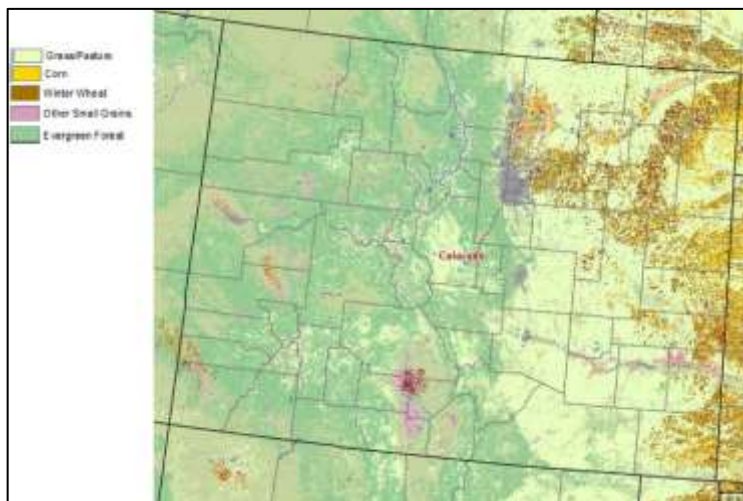 Grass/Pasture
Corn
Winter Wheat
Other Small Grains
Evergreen Forest
Colorado